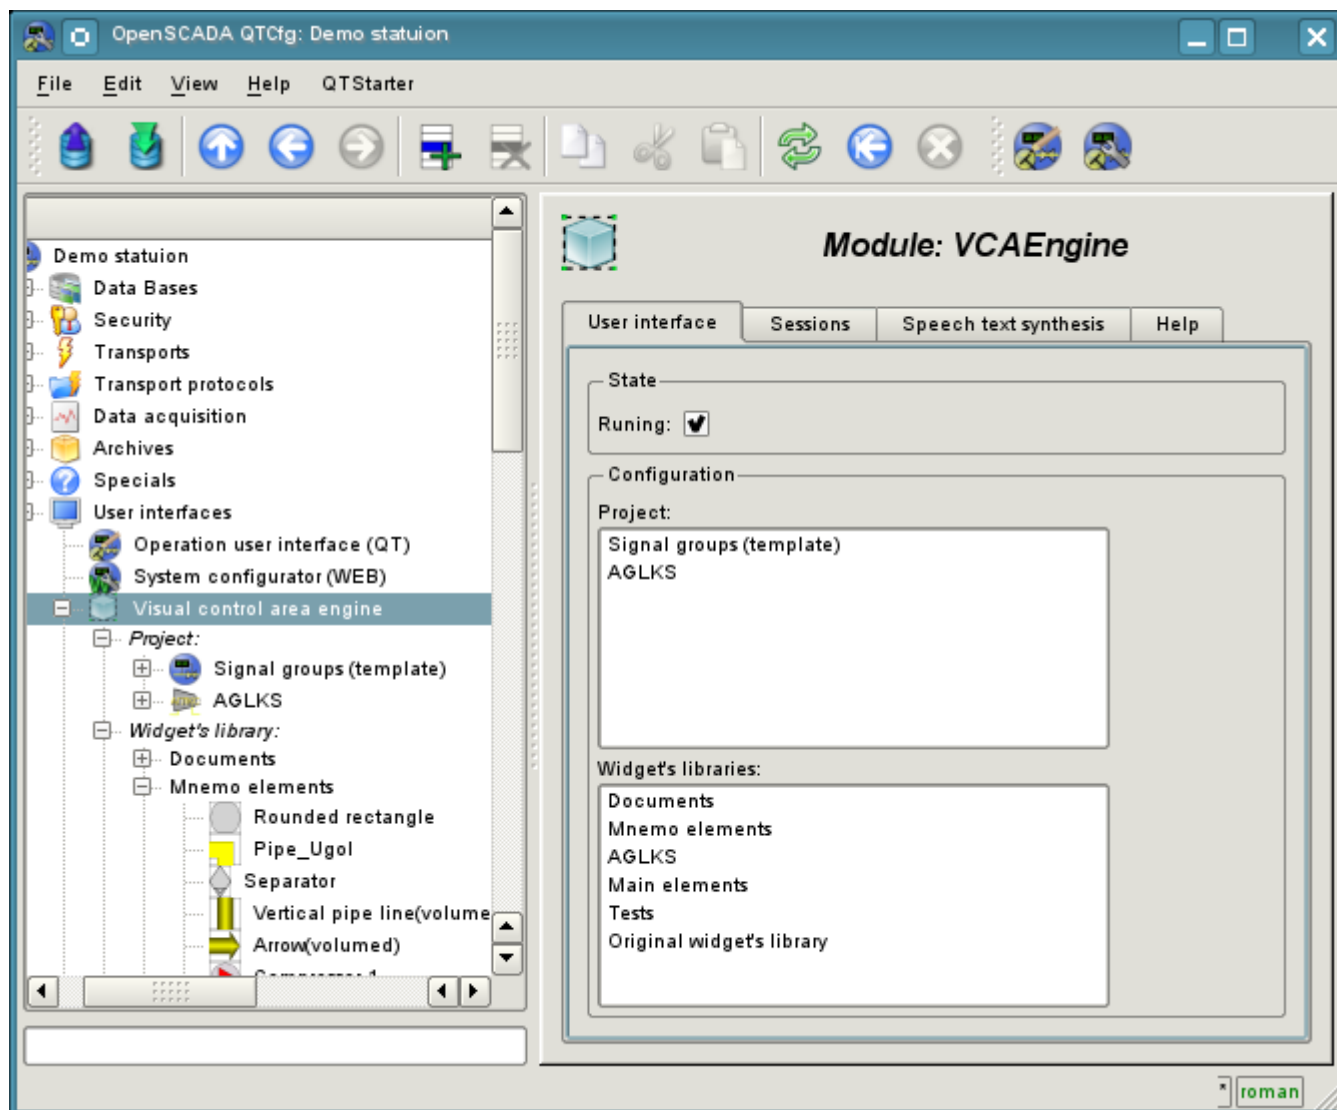 OpenSCADA QTCfg: Demo statuion
File Edit View Help QTStarter
Demo statuion
Data Bases
Security
Transports
Transport protocols
Data acquisition
Archives
Specials
User interfaces
Operation user interface (QT)
System configurator (WEB)
Visual control area engine
Project:
Signal groups (template)
AGLKS
Widget's library:
Documents
Mnemo elements
Rounded rectangle
Pipe_Ugol
Separator
Vertical pipe line(volume
Arrow(volumed)
Compressor 1
Module: VCAEngine
User interface Sessions Speech text synthesis Help
State
Runing:
Configuration
Project:
Signal groups (template)
AGLKS
Widget's libraries:
Documents
Mnemo elements
AGLKS
Main elements
Tests
Original widget's library
* roman